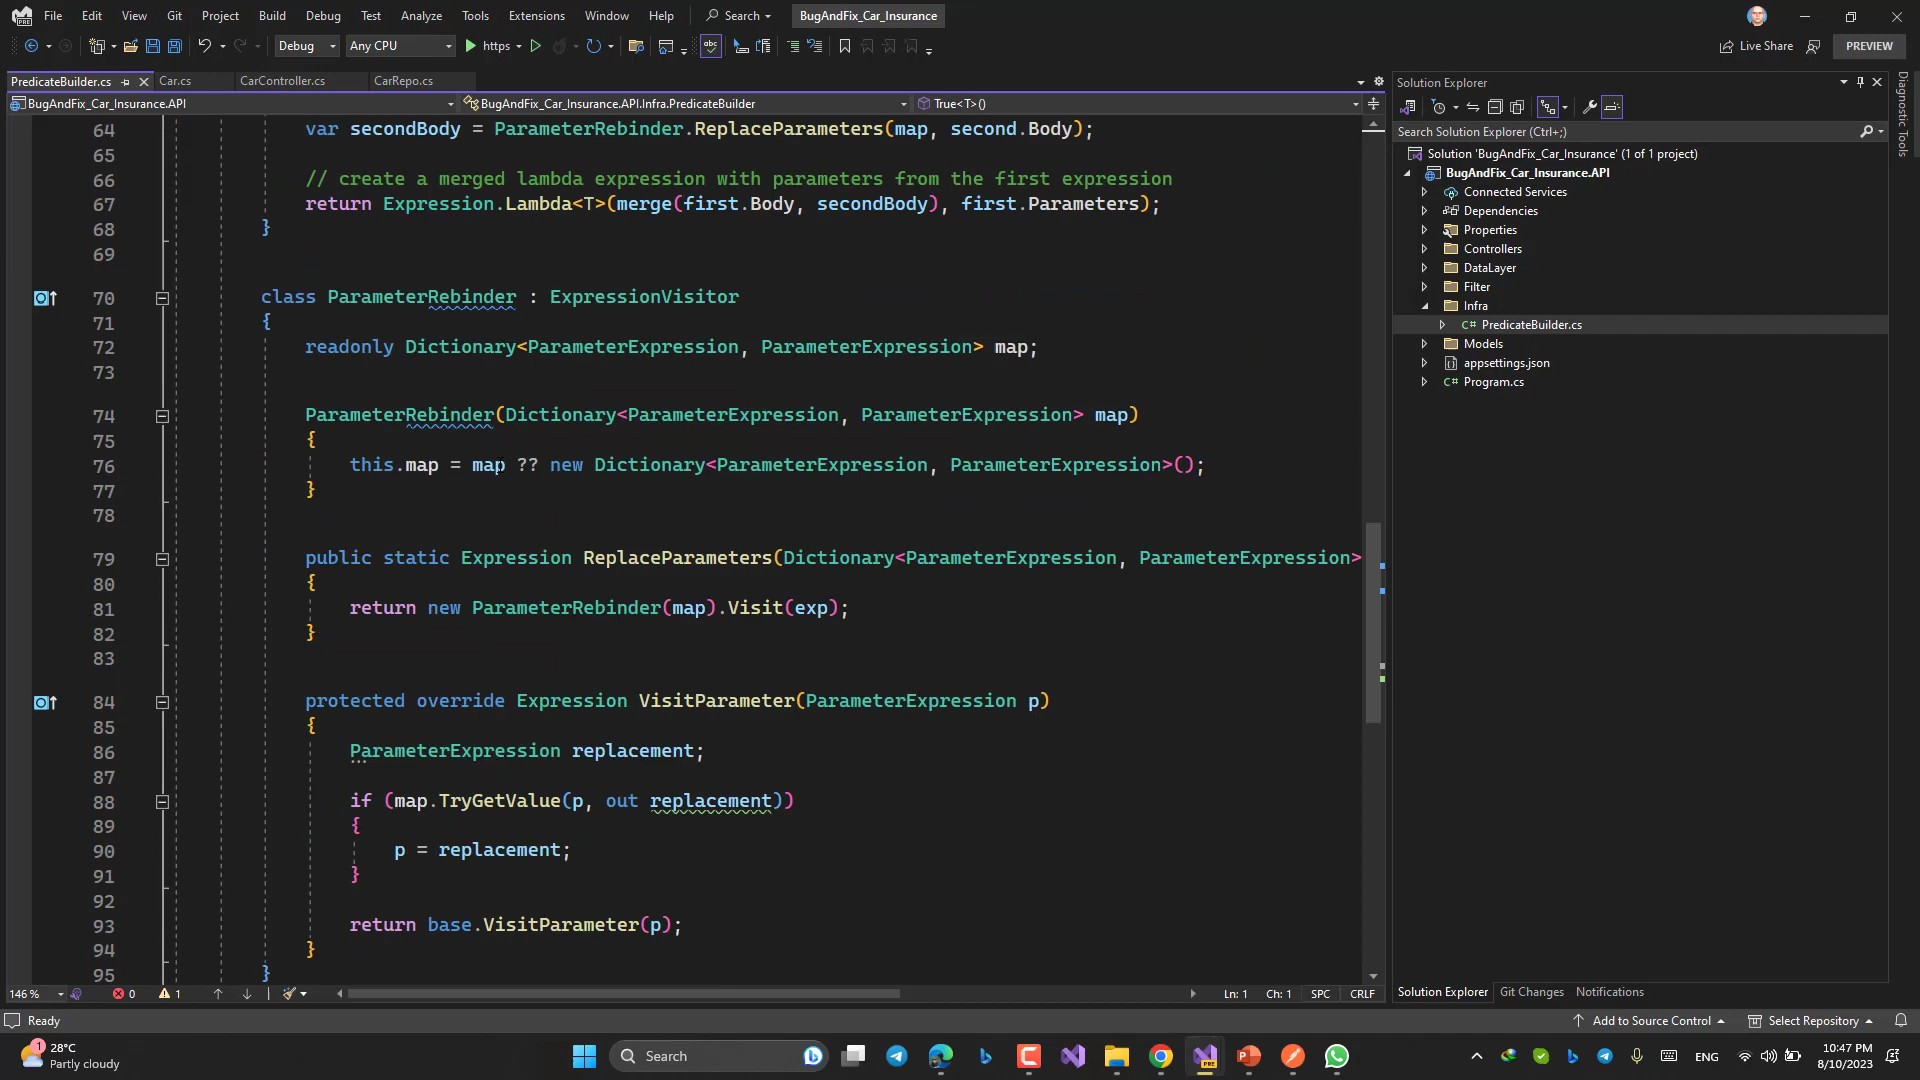 File Edit View Git Project Build Debug Test Analyze Tools Extensions Window Help Search BugAndFix_Car_Insurance
Debug Any CPU https Live Share PREVIEW
PredicateBuilder.cs Car.cs CarController.cs CarRepo.cs
BugAndFix_Car_Insurance.API BugAndFix_Car_Insurance.API.Infra.PredicateBuilder True<T>()
64 var secondBody = ParameterRebinder.ReplaceParameters(map, second.Body);
65
66 // create a merged lambda expression with parameters from the first expression
67 return Expression.Lambda<T>(merge(first.Body, secondBody), first.Parameters);
68 }
69
70 class ParameterRebinder : ExpressionVisitor
71 {
72 readonly Dictionary<ParameterExpression, ParameterExpression> map;
73
74 ParameterRebinder(Dictionary<ParameterExpression, ParameterExpression> map)
75 {
76 this.map = map ?? new Dictionary<ParameterExpression, ParameterExpression>();
77 }
78
79 public static Expression ReplaceParameters(Dictionary<ParameterExpression, ParameterExpression>
80 {
81 return new ParameterRebinder(map).Visit(exp);
82 }
83
84 protected override Expression VisitParameter(ParameterExpression p)
85 {
86 ParameterExpression replacement;
87
88 if (map.TryGetValue(p, out replacement))
89 {
90 p = replacement;
91 }
92
93 return base.VisitParameter(p);
94 }
95 }
146 % 0 1 Ln: 1 Ch: 1 SPC CRLF
Solution Explorer
Search Solution Explorer (Ctrl+;)
Solution 'BugAndFix_Car_Insurance' (1 of 1 project)
BugAndFix_Car_Insurance.API
Connected Services
Dependencies
Properties
Controllers
DataLayer
Filter
Infra
C# PredicateBuilder.cs
Models
appsettings.json
C# Program.cs
Solution Explorer Git Changes Notifications
Diagnostic Tools
Ready Add to Source Control Select Repository
1 28°C
Partly cloudy
Search
ENG
10:47 PM
8/10/2023